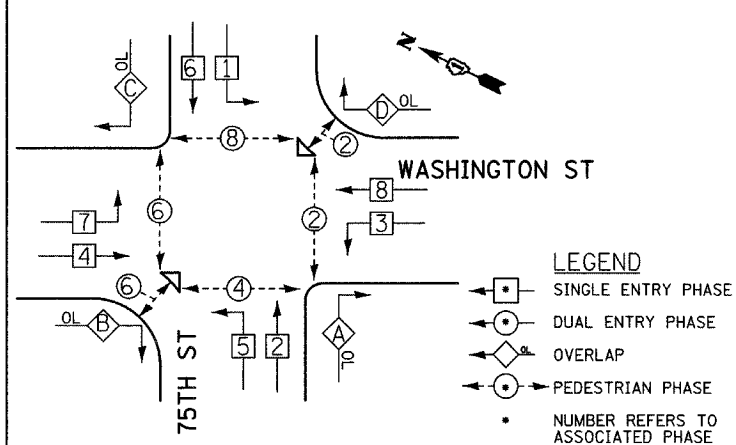 OL
C
6
1
N
D
OL
8
2
WASHINGTON ST
7
6
2
8
4
3
6
4
OL
B
5
2
A
OL
75TH ST
LEGEND
* SINGLE ENTRY PHASE
* DUAL ENTRY PHASE
OL OVERLAP
* PEDESTRIAN PHASE
* NUMBER REFERS TO
ASSOCIATED PHASE